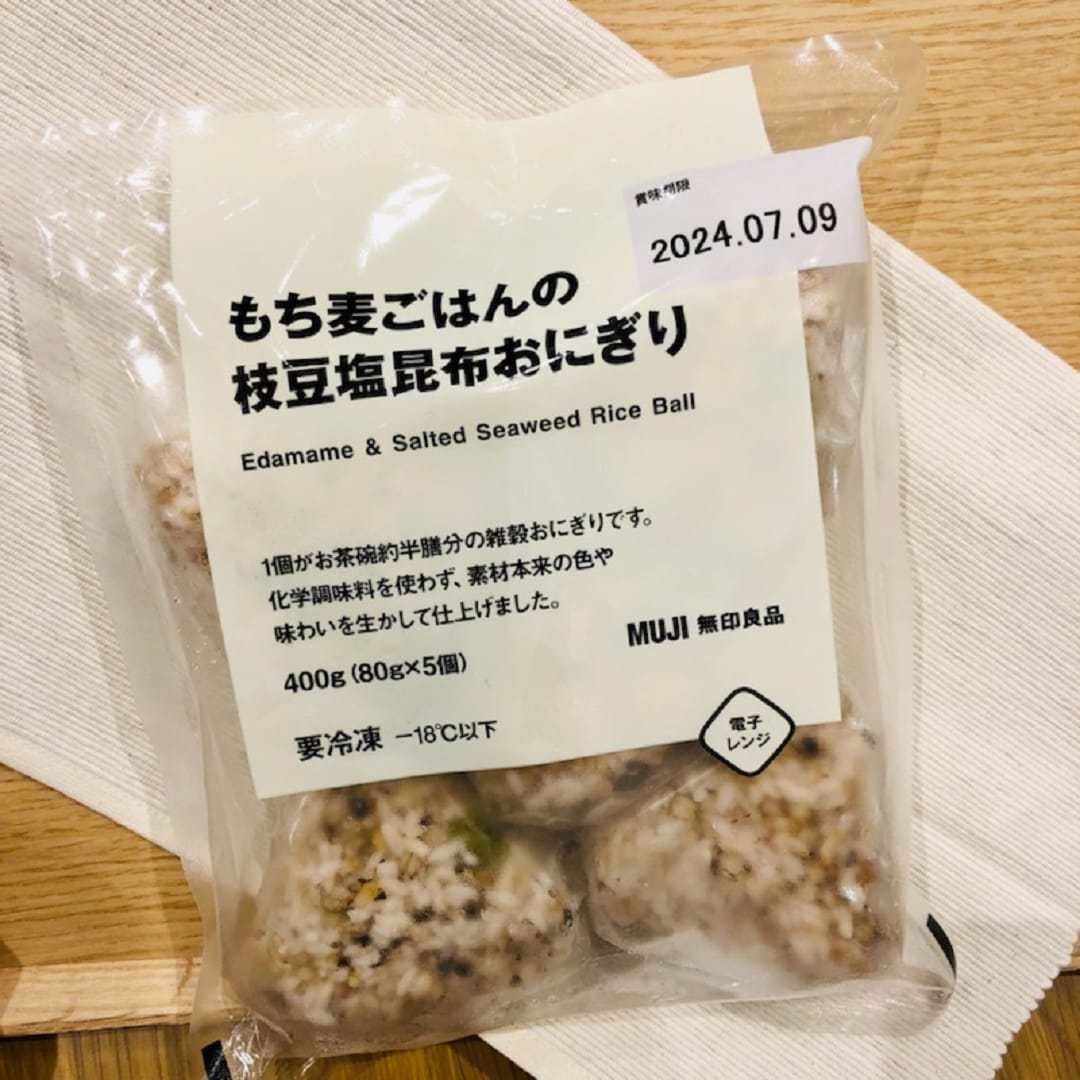 賞味期限
2024.07.09
もち麦ごはんの
枝豆塩昆布おにぎり
Edamame & Salted Seaweed Rice Ball
1個がお茶碗約半膳分の雑穀おにぎりです。
化学調味料を使わず、素材本来の色や
味わいを生かして仕上げました。
MUJI 無印良品
400g(80g×5個)
要冷凍 −18℃以下
電子
レンジ